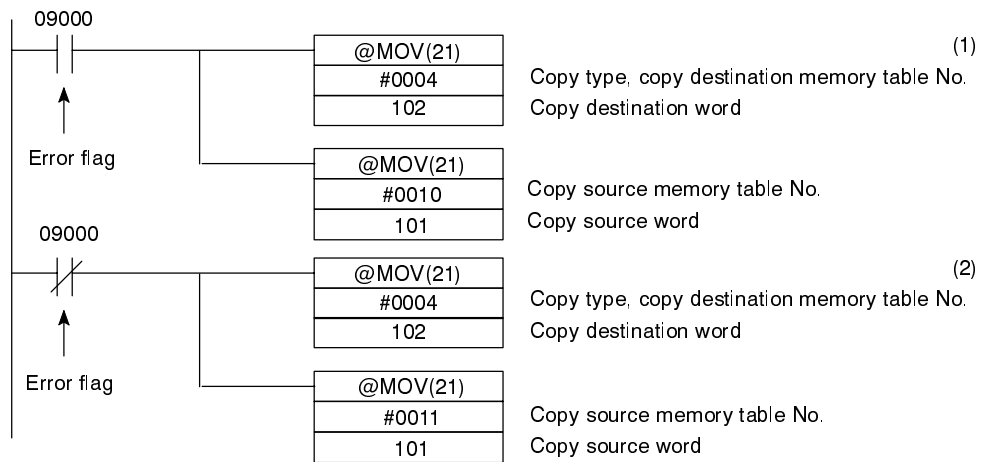 09000
@MOV(21) (1)
#0004 Copy type, copy destination memory table No.
102 Copy destination word
Error flag
@MOV(21)
#0010 Copy source memory table No.
101 Copy source word
09000
@MOV(21) (2)
#0004 Copy type, copy destination memory table No.
102 Copy destination word
Error flag
@MOV(21)
#0011 Copy source memory table No.
101 Copy source word